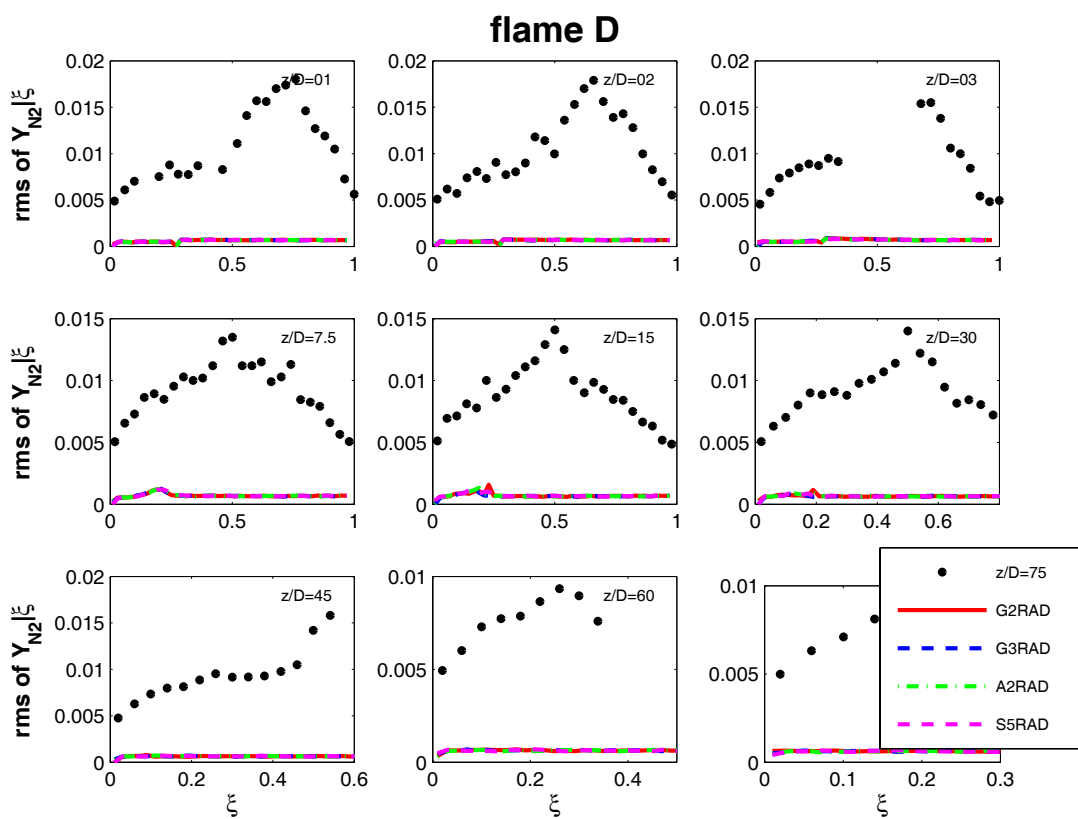 flame D
rms of Y_N2|ξ
0.02
0.015
0.01
0.005
0
z/D=01
0 0.5 1
0.02
0.015
0.01
0.005
0
z/D=02
0 0.5 1
0.02
0.015
0.01
0.005
0
z/D=03
0 0.5 1
rms of Y_N2|ξ
0.015
0.01
0.005
0
z/D=7.5
0 0.5 1
0.015
0.01
0.005
0
z/D=15
0 0.5 1
0.015
0.01
0.005
0
z/D=30
0 0.2 0.4 0.6
rms of Y_N2|ξ
0.02
0.015
0.01
0.005
0
z/D=45
0 0.2 0.4 0.6
ξ
0.01
0.005
0
z/D=60
0 0.2 0.4
ξ
0.01
0.005
0
z/D=75
G2RAD
G3RAD
A2RAD
S5RAD
0 0.1 0.2 0.3
ξ